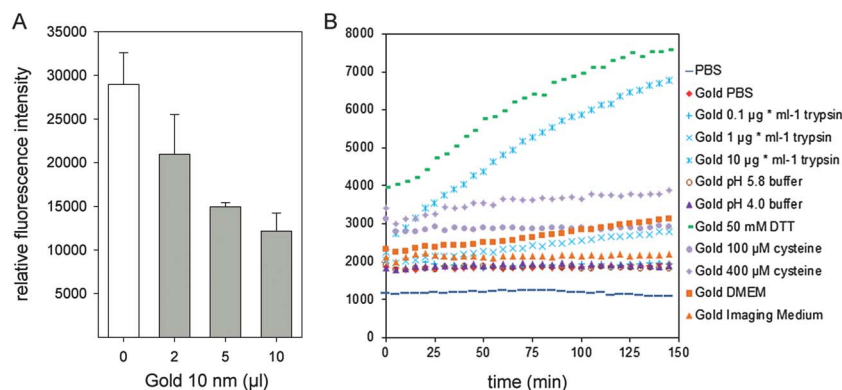 A
B
relative fluorescence intensity
35000
30000
25000
20000
15000
10000
5000
0
2
5
10
Gold 10 nm (µl)
8000
7000
6000
5000
4000
3000
2000
1000
0
0
25
50
75
100
125
150
time (min)
PBS
Gold PBS
Gold 0.1 µg * ml-1 trypsin
Gold 1 µg * ml-1 trypsin
Gold 10 µg * ml-1 trypsin
Gold pH 5.8 buffer
Gold pH 4.0 buffer
Gold 50 mM DTT
Gold 100 µM cysteine
Gold 400 µM cysteine
Gold DMEM
Gold Imaging Medium